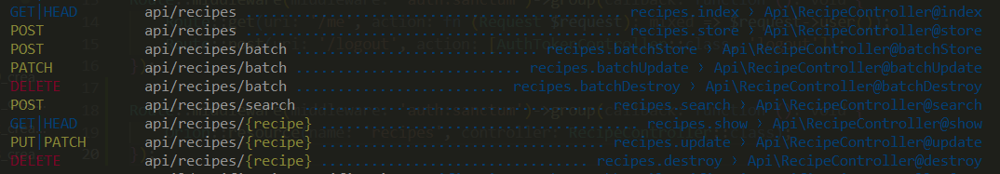 GET|HEAD api/recipes ........................................ recipes.index › Api\RecipeController@index
POST api/recipes ........................................ recipes.store › Api\RecipeController@store
POST api/recipes/batch ........................ recipes.batchStore › Api\RecipeController@batchStore
PATCH api/recipes/batch ...................... recipes.batchUpdate › Api\RecipeController@batchUpdate
DELETE api/recipes/batch .................... recipes.batchDestroy › Api\RecipeController@batchDestroy
POST api/recipes/search ............................... recipes.search › Api\RecipeController@search
GET|HEAD api/recipes/{recipe} ................................. recipes.show › Api\RecipeController@show
PUT|PATCH api/recipes/{recipe} ............................. recipes.update › Api\RecipeController@update
DELETE api/recipes/{recipe} ........................... recipes.destroy › Api\RecipeController@destroy